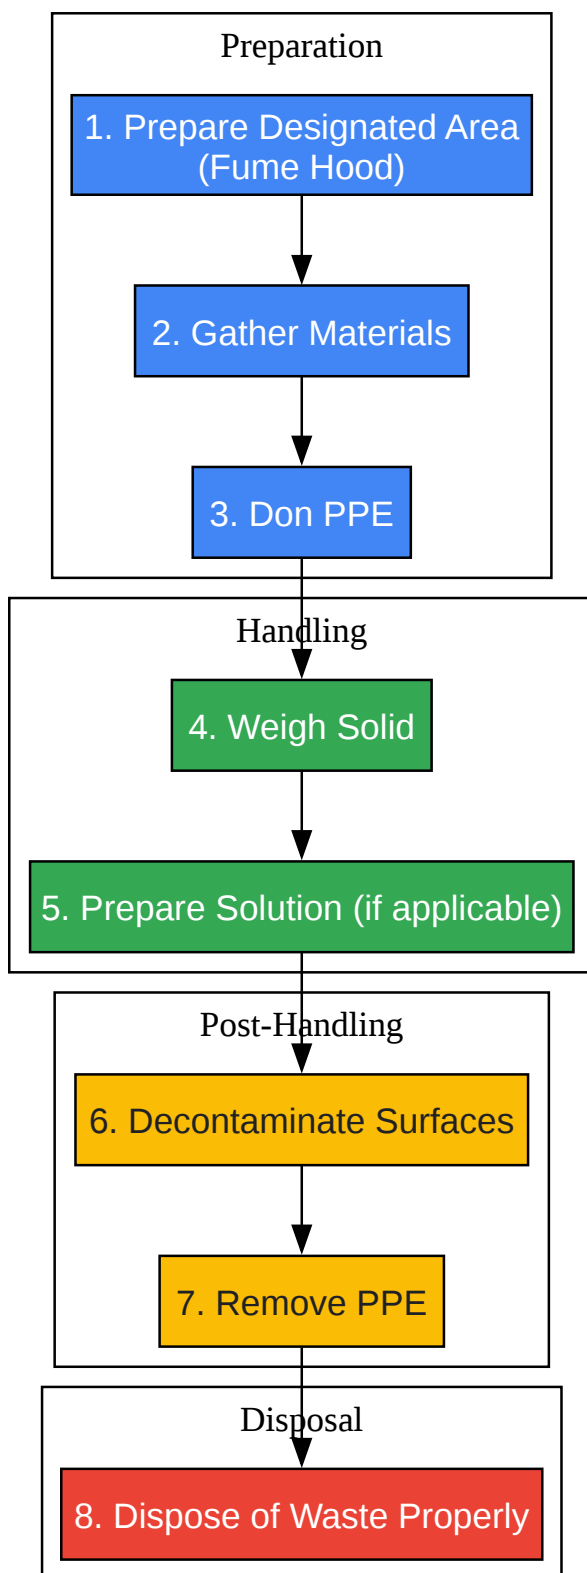 Preparation
1. Prepare Designated Area
(Fume Hood)
2. Gather Materials
3. Don PPE
Handling
4. Weigh Solid
5. Prepare Solution (if applicable)
Post-Handling
6. Decontaminate Surfaces
7. Remove PPE
Disposal
8. Dispose of Waste Properly